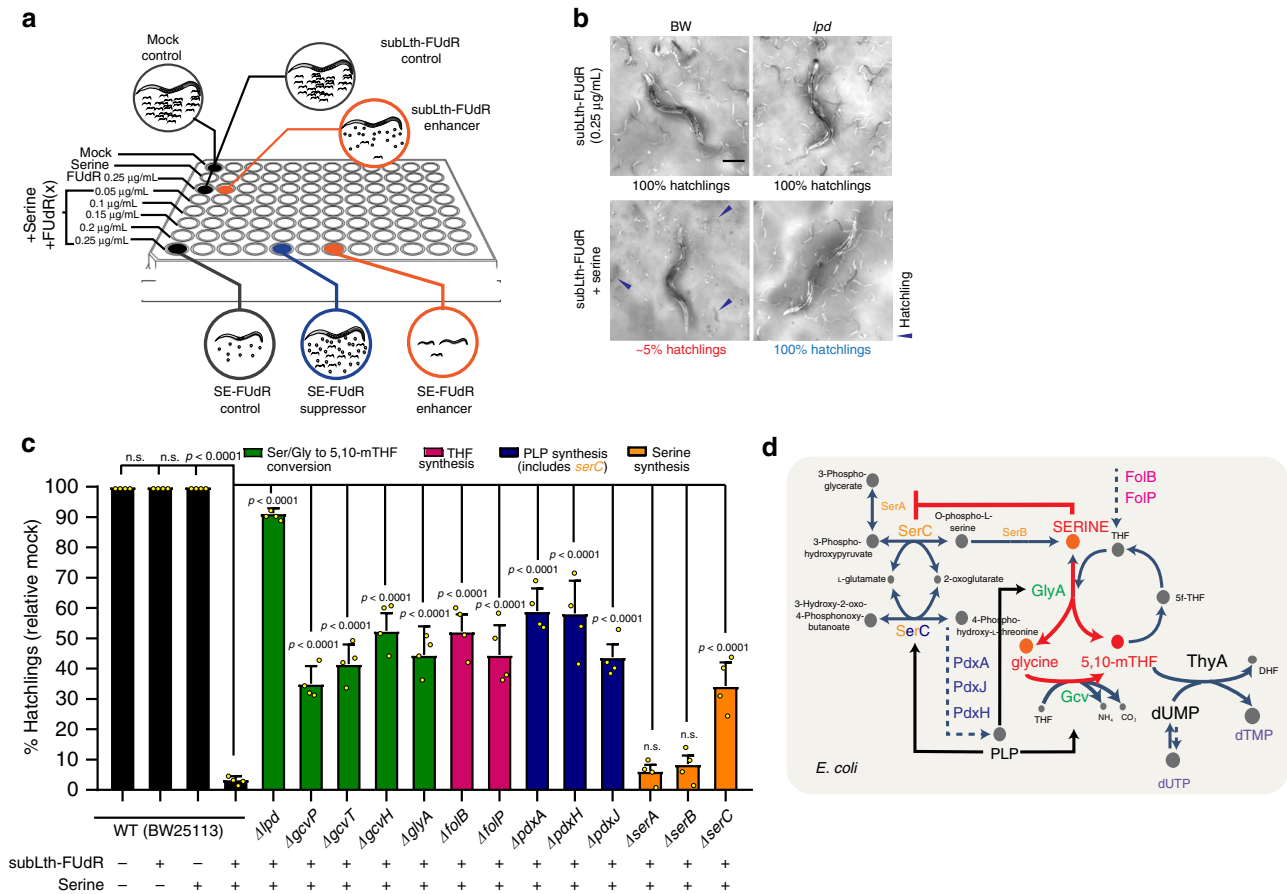 a
Mock
control
subLth-FUdR
control
subLth-FUdR
enhancer
Mock
Serine
FUdR 0.25 µg/mL
+Serine
+FUdR(x)
0.05 µg/mL
0.1 µg/mL
0.15 µg/mL
0.2 µg/mL
0.25 µg/mL
SE-FUdR
control
SE-FUdR
suppressor
SE-FUdR
enhancer
b
BW
lpd
subLth-FUdR
(0.25 µg/mL)
100% hatchlings
100% hatchlings
subLth-FUdR
+ serine
~5% hatchlings
100% hatchlings
Hatchling
c
Ser/Gly to 5,10-mTHF
conversion
THF
synthesis
PLP synthesis
(includes serC)
Serine synthesis
n.s.
n.s.
p < 0.0001
p < 0.0001
p < 0.0001
p < 0.0001
p < 0.0001
p < 0.0001
p < 0.0001
p < 0.0001
p < 0.0001
p < 0.0001
p < 0.0001
n.s.
n.s.
p < 0.0001
% Hatchlings (relative mock)
100
90
80
70
60
50
40
30
20
10
0
WT (BW25113)
Δlpd
ΔgcvP
ΔgcvT
ΔgcvH
ΔglyA
ΔfolB
ΔfolP
ΔpdxA
ΔpdxH
ΔpdxJ
ΔserA
ΔserB
ΔserC
subLth-FUdR – + – + + + + + + + + + + + + + +
Serine – – + + + + + + + + + + + + + + +
d
3-Phospho-
glycerate
SerA
3-Phospho-
hydroxypyruvate
SerC
O-phospho-L-
serine
SerB
SERINE
FolB
FolP
THF
L-glutamate
2-oxoglutarate
GlyA
5f-THF
3-Hydroxy-2-oxo-
4-Phosphonoxy-
butanoate
SerC
4-Phospho-
hydroxy-L-threonine
glycine
5,10-mTHF
ThyA
DHF
PdxA
PdxJ
PdxH
Gcv
THF
NH₄
CO₂
dUMP
dTMP
PLP
dUTP
E. coli